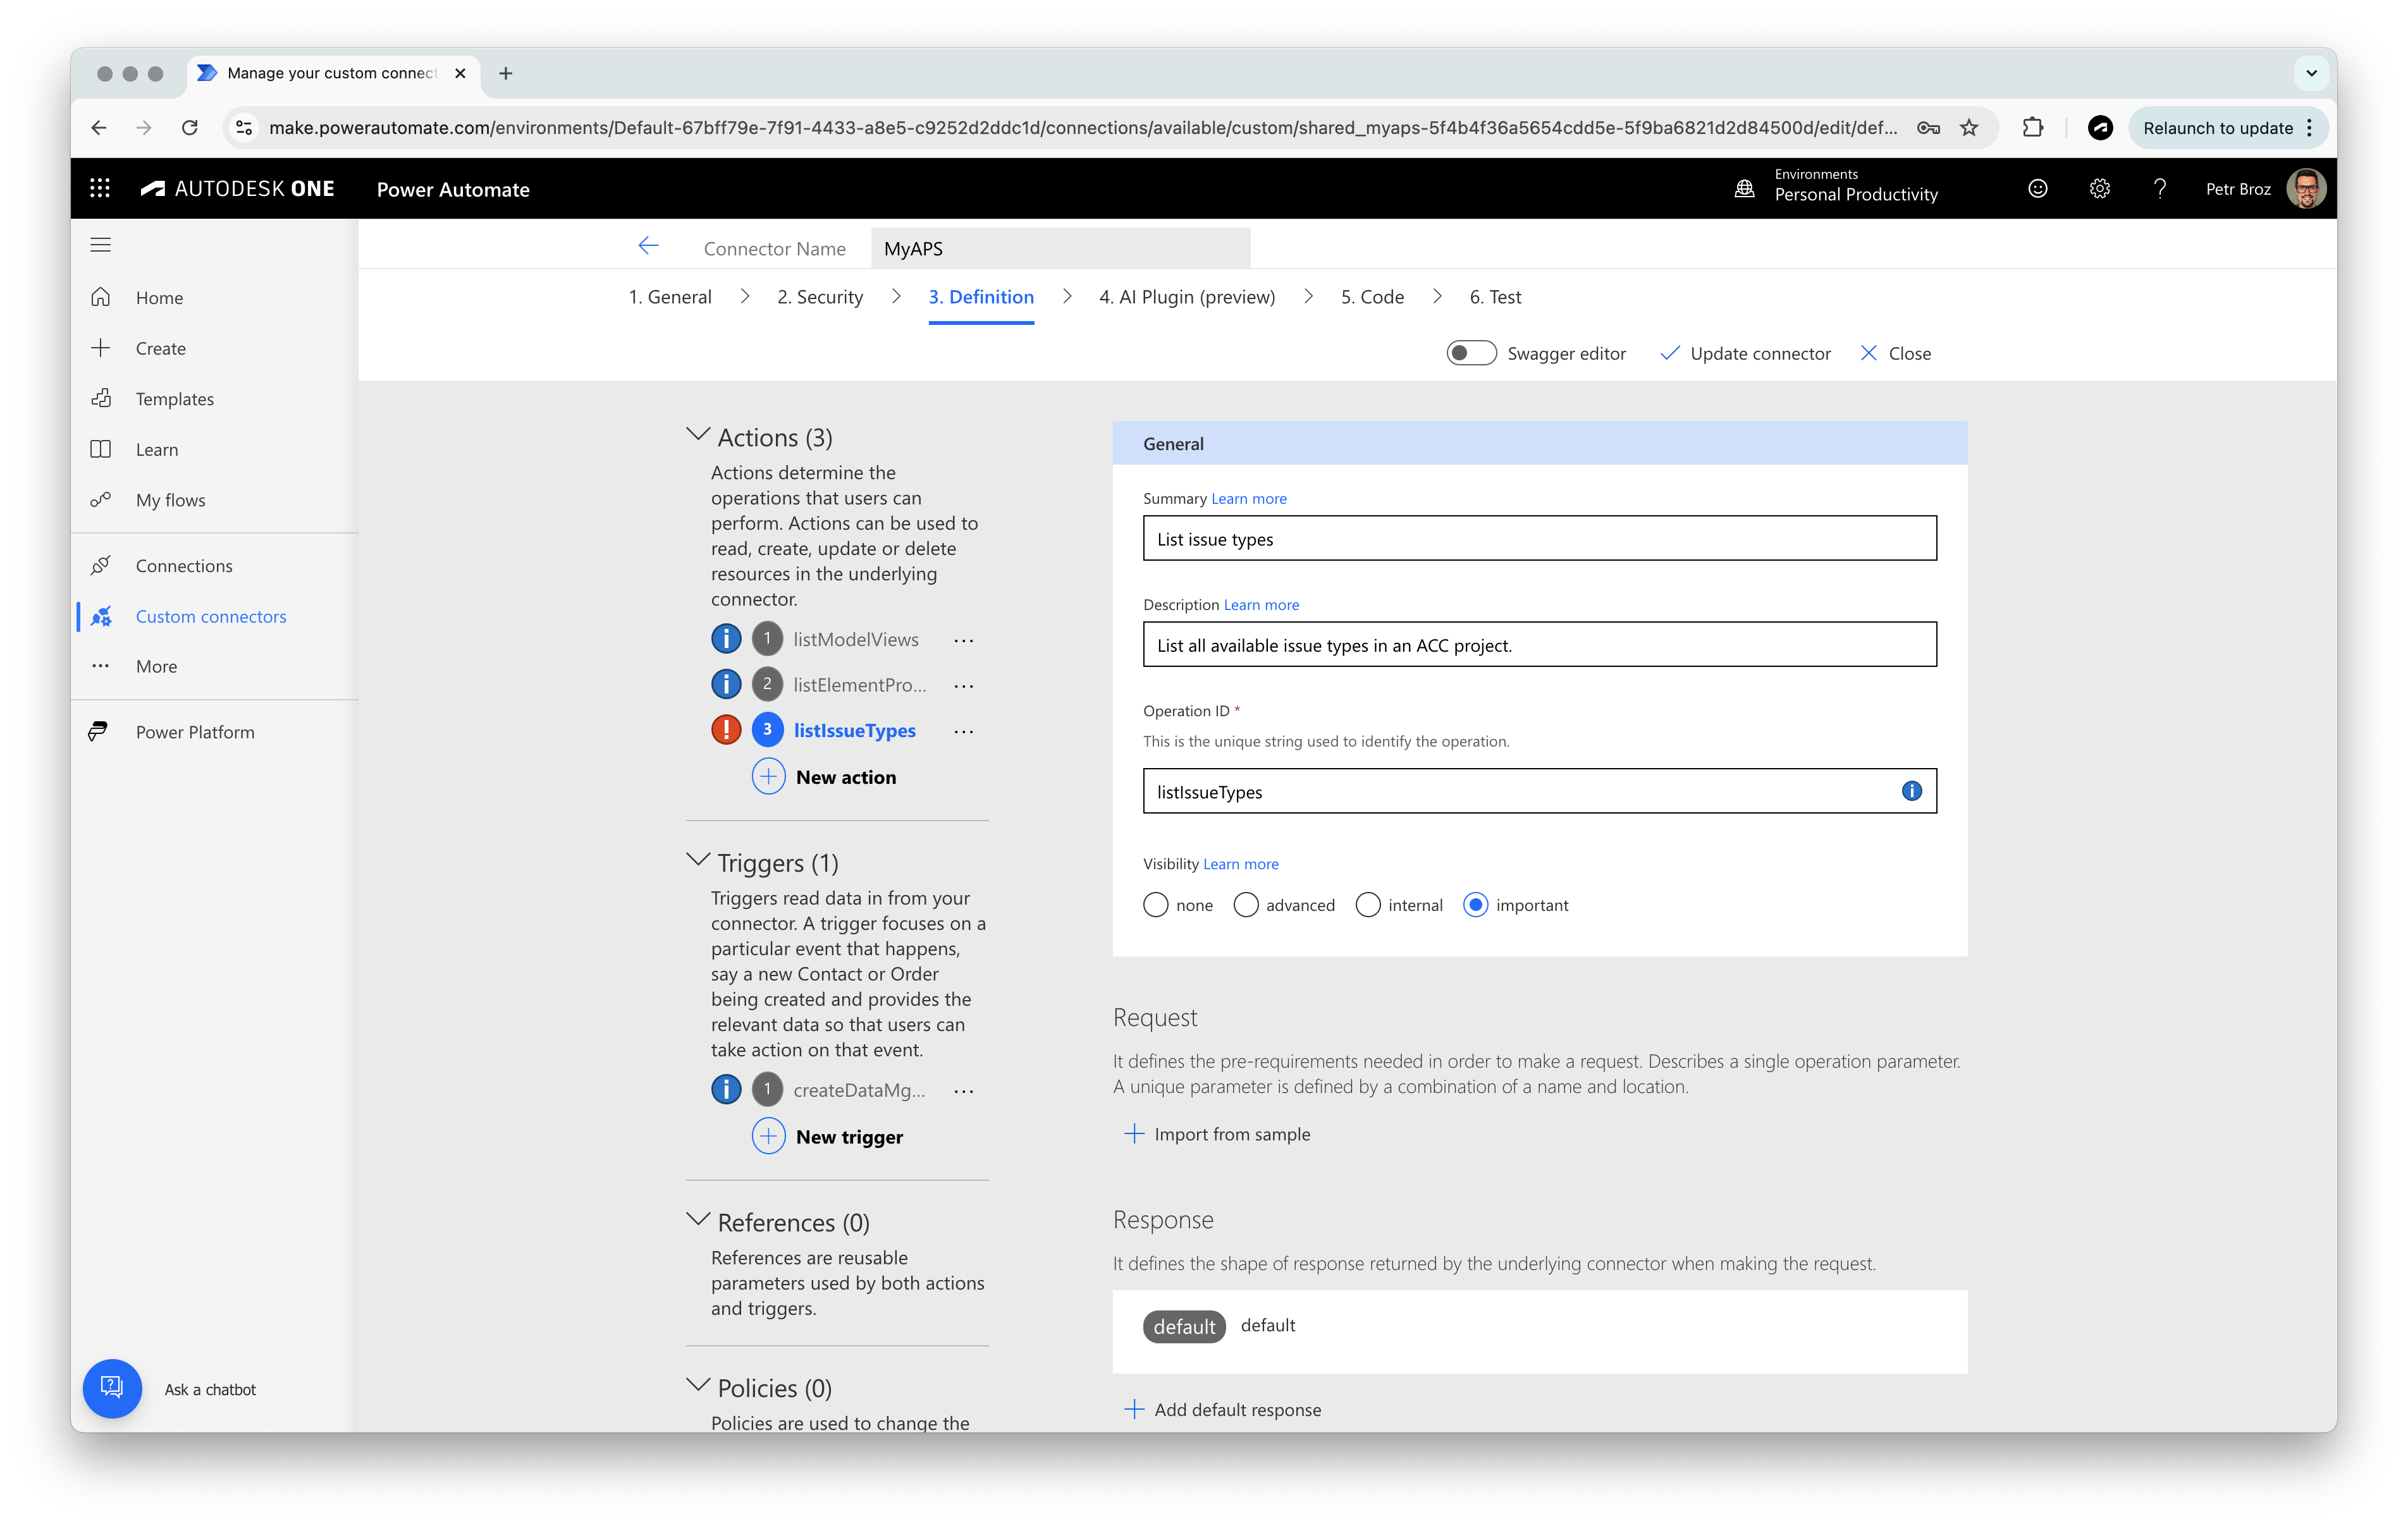 Manage your custom connect
make.powerautomate.com/environments/Default-67bff79e-7f91-4433-a8e5-c9252d2ddc1d/connections/available/custom/shared_myaps-5f4b4f36a5654cdd5e-5f9ba6821d2d84500d/edit/def...
Relaunch to update
AUTODESK ONE
Power Automate
Environments
Personal Productivity
Petr Broz
Home
Create
Templates
Learn
My flows
Connections
Custom connectors
More
Power Platform
Ask a chatbot
Connector Name
MyAPS
1. General
2. Security
3. Definition
4. AI Plugin (preview)
5. Code
6. Test
Swagger editor
Update connector
Close
Actions (3)
Actions determine the
operations that users can
perform. Actions can be used to
read, create, update or delete
resources in the underlying
connector.
1 listModelViews ...
2 listElementPro... ...
3 listIssueTypes ...
New action
Triggers (1)
Triggers read data in from your
connector. A trigger focuses on a
particular event that happens,
say a new Contact or Order
being created and provides the
relevant data so that users can
take action on that event.
1 createDataMg... ...
New trigger
References (0)
References are reusable
parameters used by both actions
and triggers.
Policies (0)
Policies are used to change the
General
Summary Learn more
List issue types
Description Learn more
List all available issue types in an ACC project.
Operation ID *
This is the unique string used to identify the operation.
listIssueTypes
Visibility Learn more
none
advanced
internal
important
Request
It defines the pre-requirements needed in order to make a request. Describes a single operation parameter.
A unique parameter is defined by a combination of a name and location.
Import from sample
Response
It defines the shape of response returned by the underlying connector when making the request.
default default
Add default response